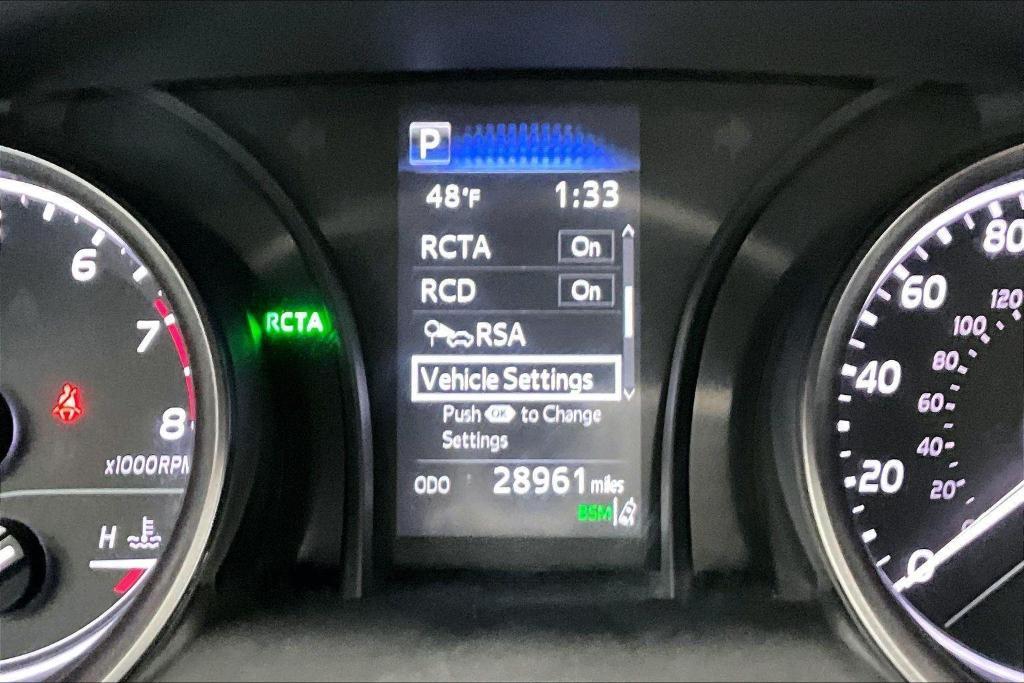 P
48°F 1:33
RCTA On
RCD On
RSA
Vehicle Settings
Push OK to Change
Settings
ODO 28961 miles
BSM
RCTA
6
7
8
x1000RPM
H
80
60
40
20
0
120
100
80
60
40
20
0